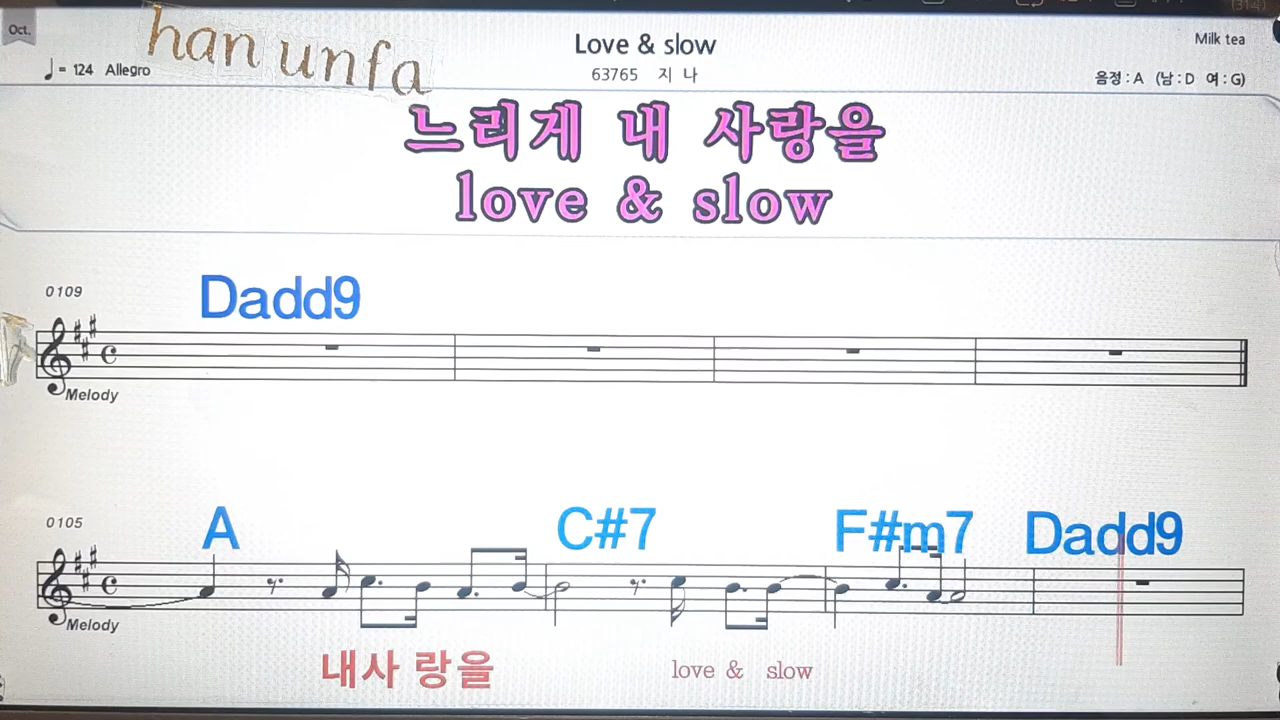 Oct.
han unfa
Love & slow
Milk tea
♩= 124 Allegro
63765 지 나
음정 : A (남 : D 여 : G)
느리게 내 사랑을
love & slow
0109
Dadd9
Melody
0105
A C#7 F#m7 Dadd9
Melody
내사 랑을 love & slow